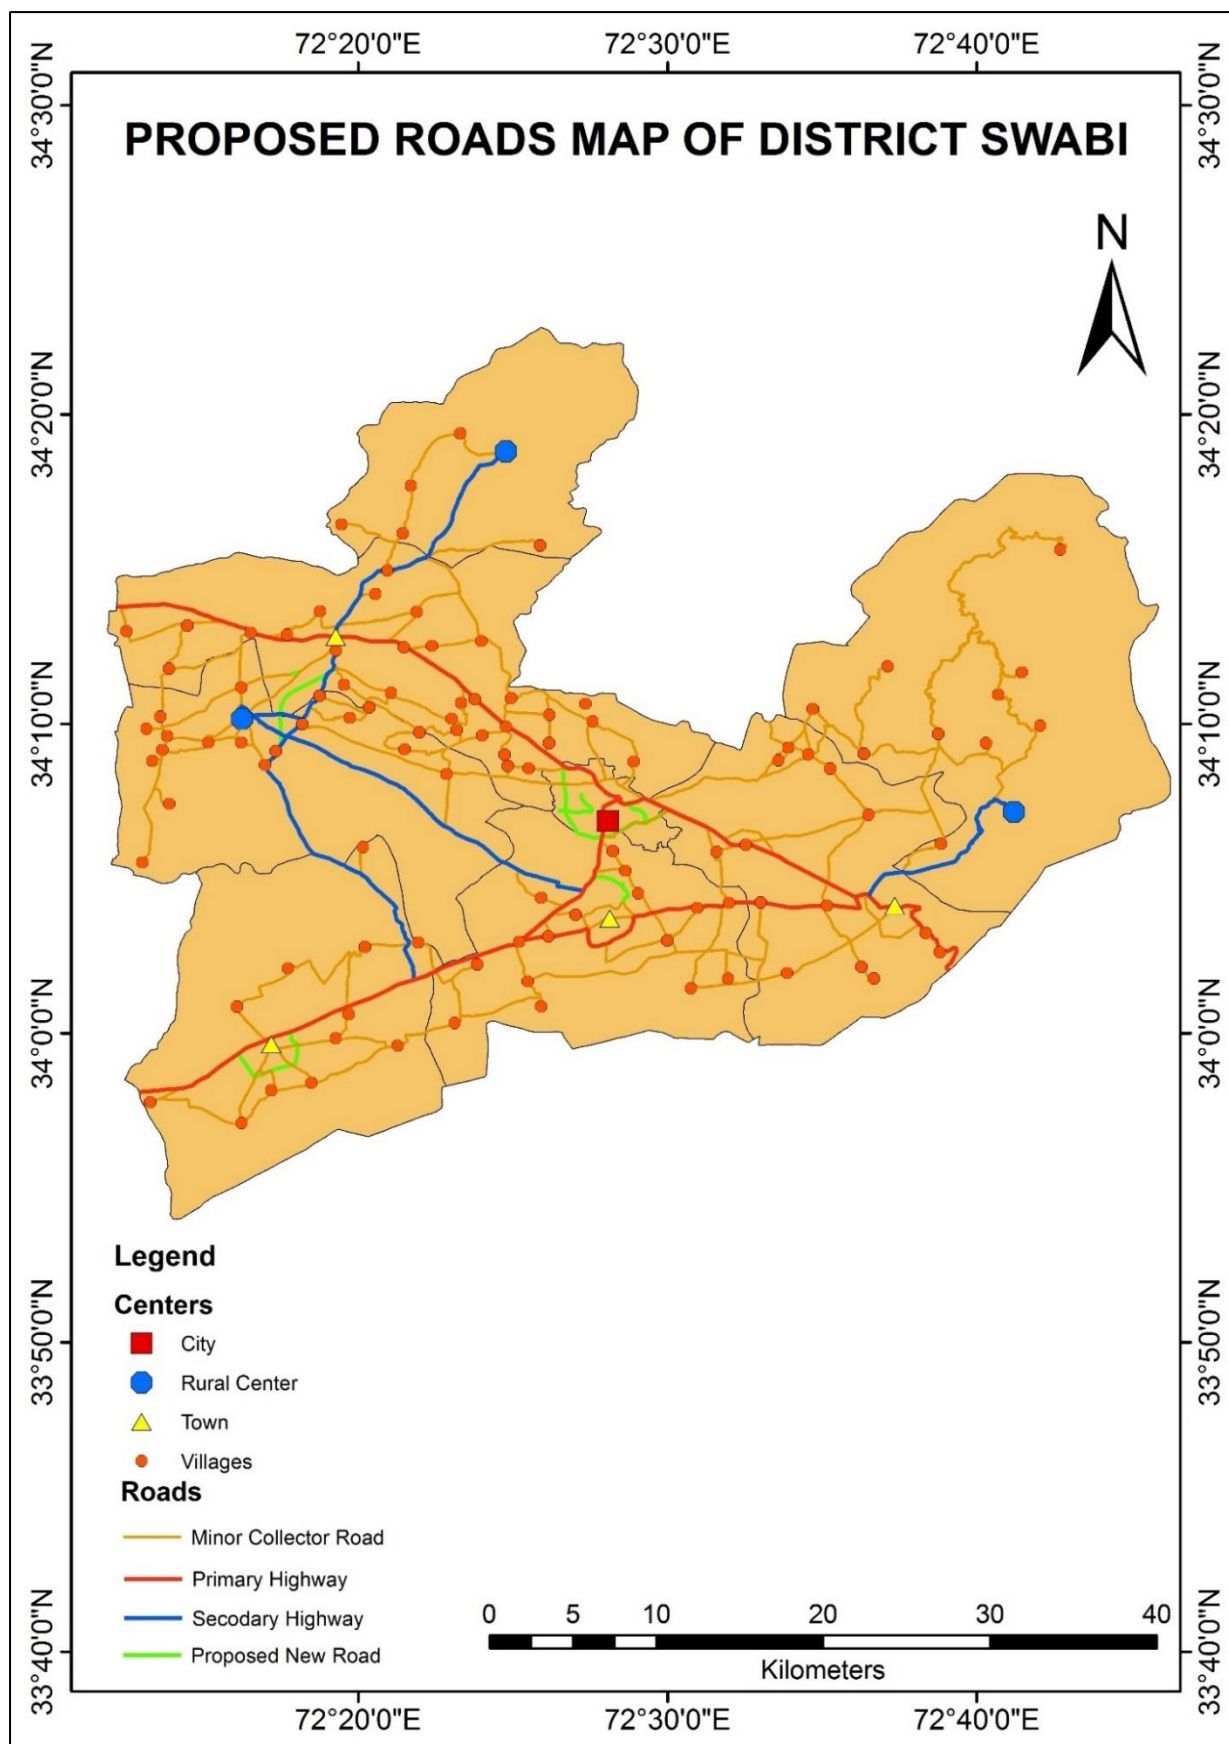 72°20'0"E 72°30'0"E 72°40'0"E
34°30'0"N 34°30'0"N
PROPOSED ROADS MAP OF DISTRICT SWABI
N
34°20'0"N 34°20'0"N
34°10'0"N 34°10'0"N
34°0'0"N 34°0'0"N
Legend
Centers
City
33°50'0"N 33°50'0"N
Rural Center
Town
Villages
Roads
Minor Collector Road
Primary Highway
Secodary Highway
Proposed New Road
0 5 10 20 30 40
Kilometers
33°40'0"N 33°40'0"N
72°20'0"E 72°30'0"E 72°40'0"E